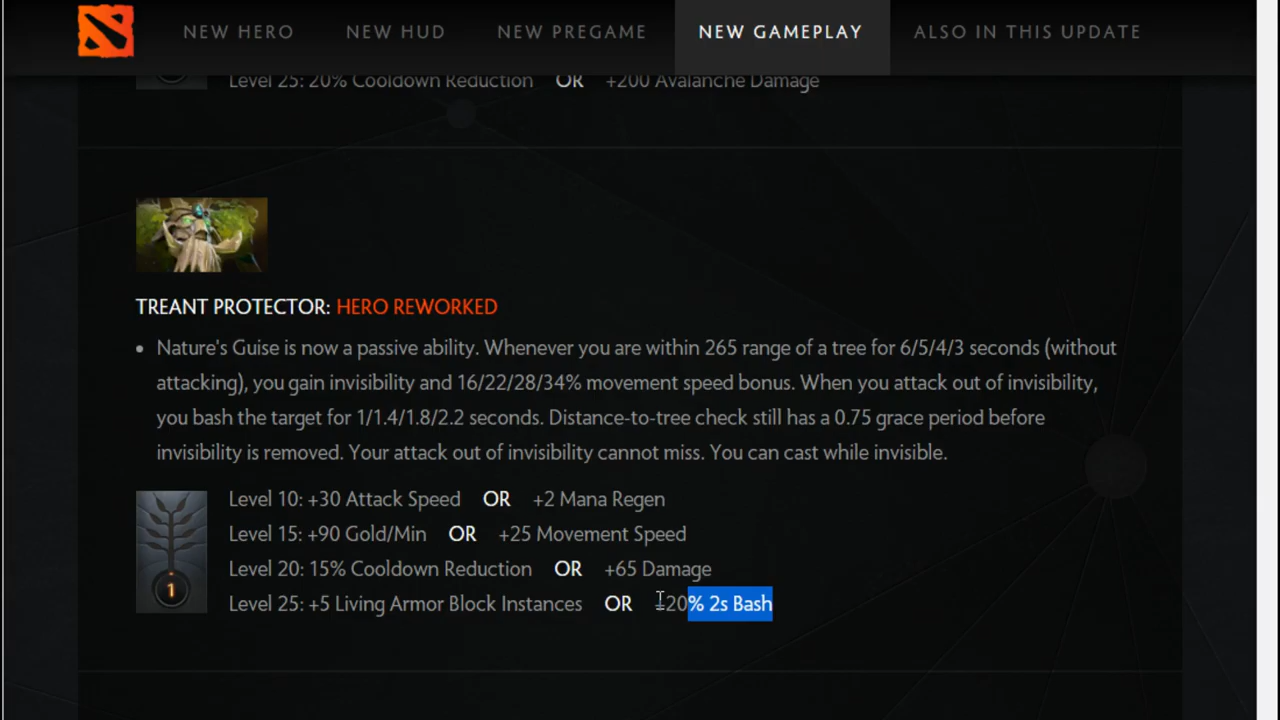 NEW HERO NEW HUD NEW PREGAME NEW GAMEPLAY ALSO IN THIS UPDATE
Level 25: 20% Cooldown Reduction OR +200 Avalanche Damage
TREANT PROTECTOR: HERO REWORKED
• Nature's Guise is now a passive ability. Whenever you are within 265 range of a tree for 6/5/4/3 seconds (without
attacking), you gain invisibility and 16/22/28/34% movement speed bonus. When you attack out of invisibility,
you bash the target for 1/1.4/1.8/2.2 seconds. Distance-to-tree check still has a 0.75 grace period before
invisibility is removed. Your attack out of invisibility cannot miss. You can cast while invisible.
Level 10: +30 Attack Speed OR +2 Mana Regen
Level 15: +90 Gold/Min OR +25 Movement Speed
Level 20: 15% Cooldown Reduction OR +65 Damage
1
Level 25: +5 Living Armor Block Instances OR +20% 2s Bash